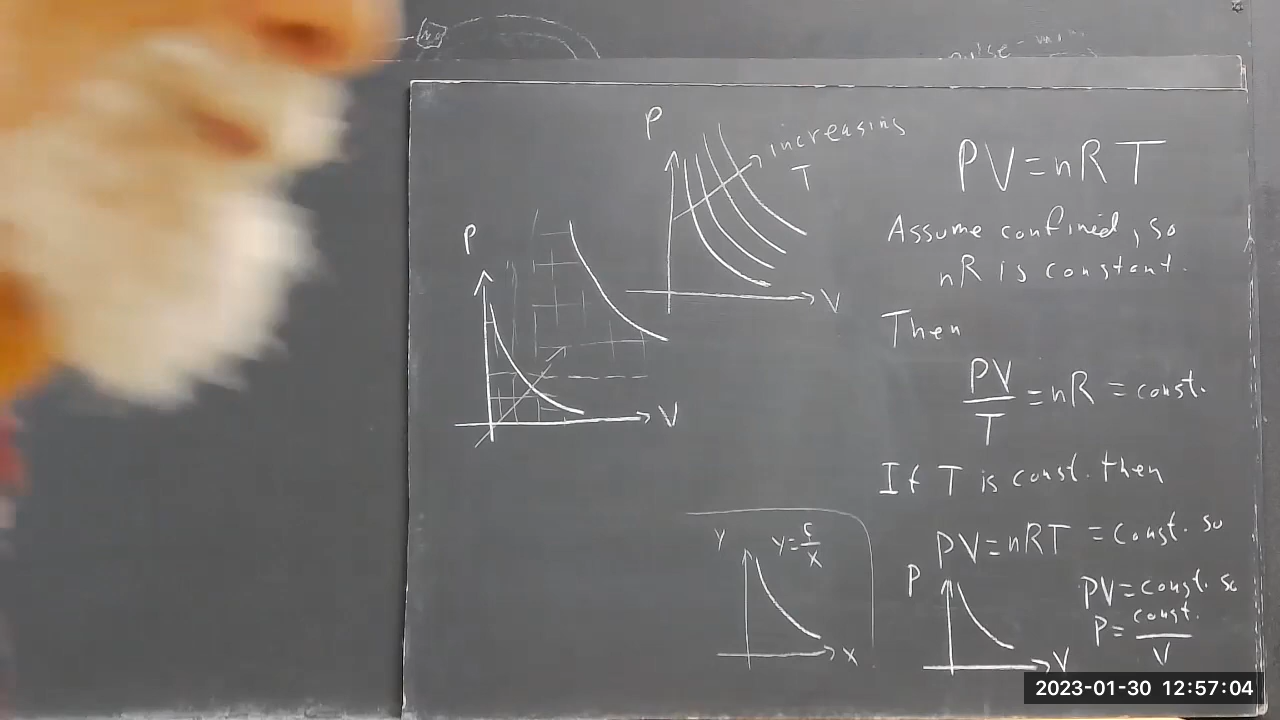 P
increasing
T
V
P
V
PV=nRT
Assume confined, so
nR is constant.
Then
PV/T = nR = const.
If T is const. then
PV=nRT = const. so
PV=const. so
P= const./V
P
V
Y
Y=c/x
X
2023-01-30 12:57:04